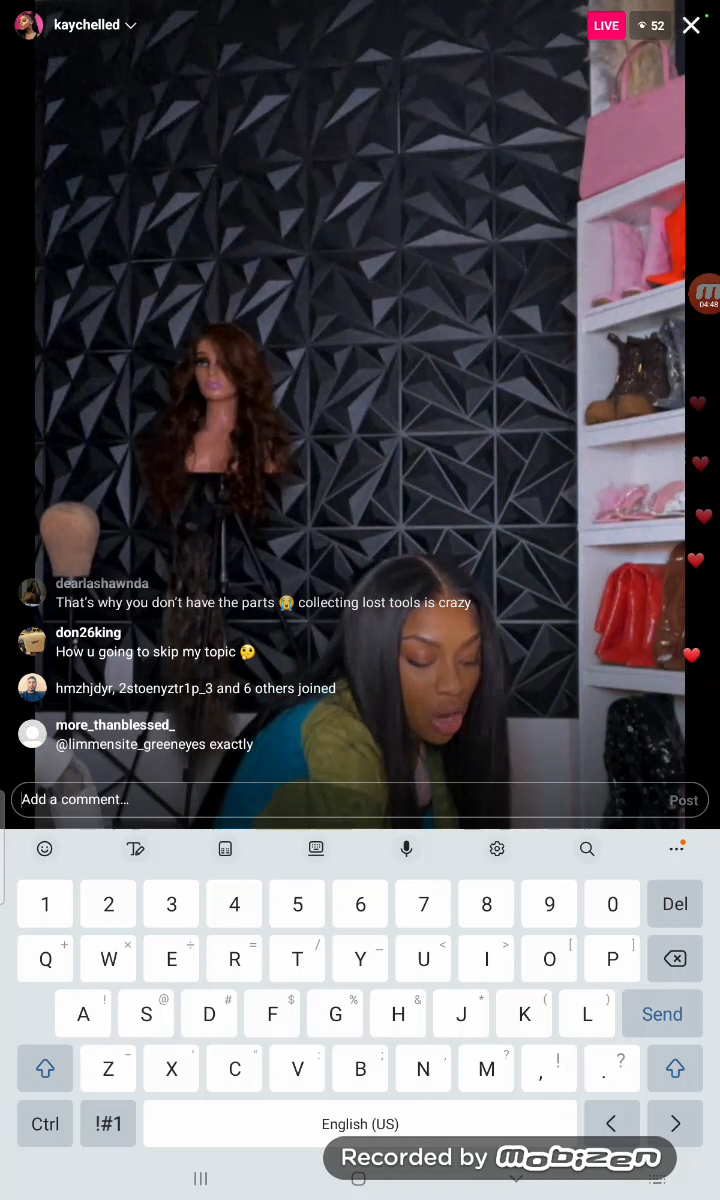 kaychelled
LIVE
52
04:48
dearlashawnda
That's why you don't have the parts 😭 collecting lost tools is crazy
don26king
How u going to skip my topic 🤔
hmzhjdyr, 2stoenyztr1p_3 and 6 others joined
more_thanblessed_
@limmensite_greeneyes exactly
Add a comment...
Post
1 2 3 4 5 6 7 8 9 0 Del
+ × ÷ = / _ < > [ ]
Q W E R T Y U I O P
! @ # $ % & * ( )
A S D F G H J K L Send
- ' " : ; , ? ! ?
Z X C V B N M , .
Ctrl !#1 English (US) < >
Recorded by mobizen